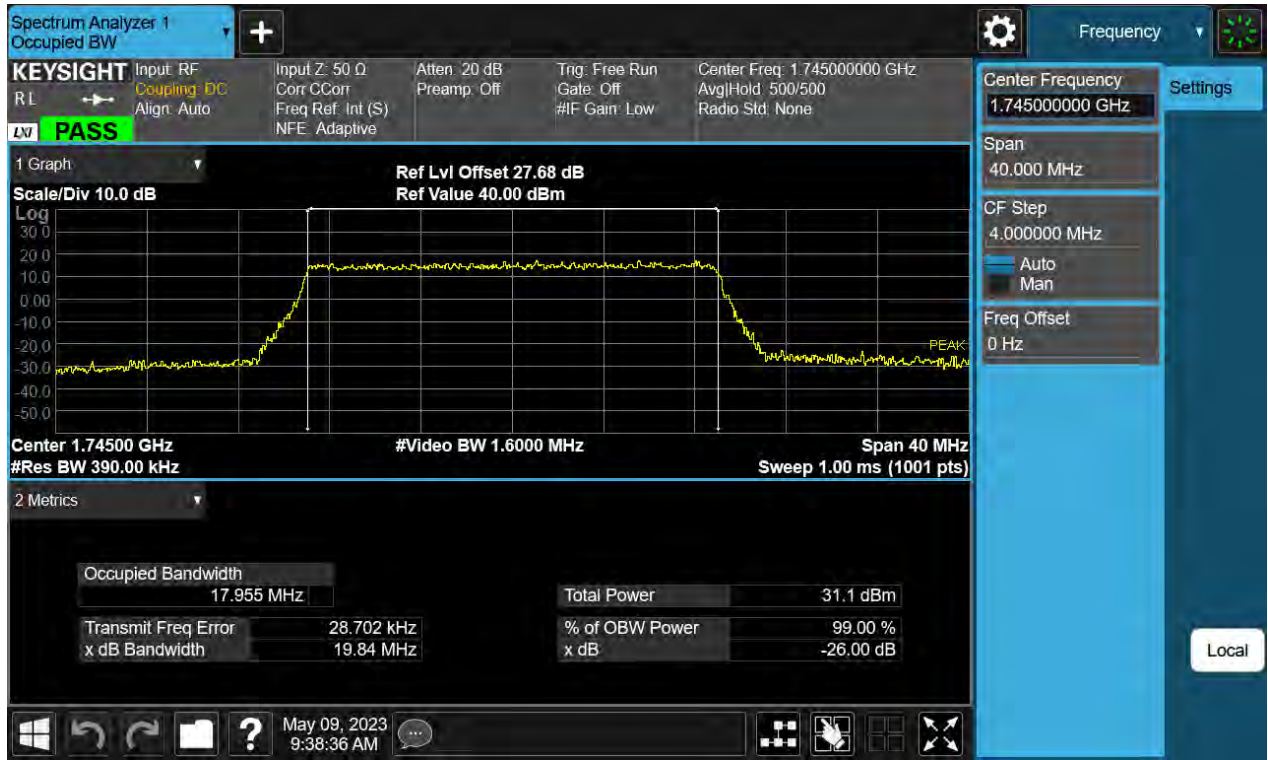 Spectrum Analyzer 1
Occupied BW
Frequency
KEYSIGHT
RL
LXI
PASS
Input: RF
Coupling: DC
Align: Auto
Input Z: 50 Ω
Corr CCorr
Freq Ref: Int (S)
NFE: Adaptive
Atten: 20 dB
Preamp: Off
Trig: Free Run
Gate: Off
#IF Gain: Low
Center Freq: 1.745000000 GHz
Avg|Hold: 500/500
Radio Std: None
1 Graph
Scale/Div 10.0 dB
Ref Lvl Offset 27.68 dB
Ref Value 40.00 dBm
Log
30.0
20.0
10.0
0.00
-10.0
-20.0
-30.0
-40.0
-50.0
PEAK
Center 1.74500 GHz
#Video BW 1.6000 MHz
Span 40 MHz
#Res BW 390.00 kHz
Sweep 1.00 ms (1001 pts)
2 Metrics
Occupied Bandwidth
17.955 MHz
Total Power 31.1 dBm
Transmit Freq Error 28.702 kHz
% of OBW Power 99.00 %
x dB Bandwidth 19.84 MHz
x dB -26.00 dB
Center Frequency
1.745000000 GHz
Settings
Span
40.000 MHz
CF Step
4.000000 MHz
Auto
Man
Freq Offset
0 Hz
Local
?
May 09, 2023
9:38:36 AM